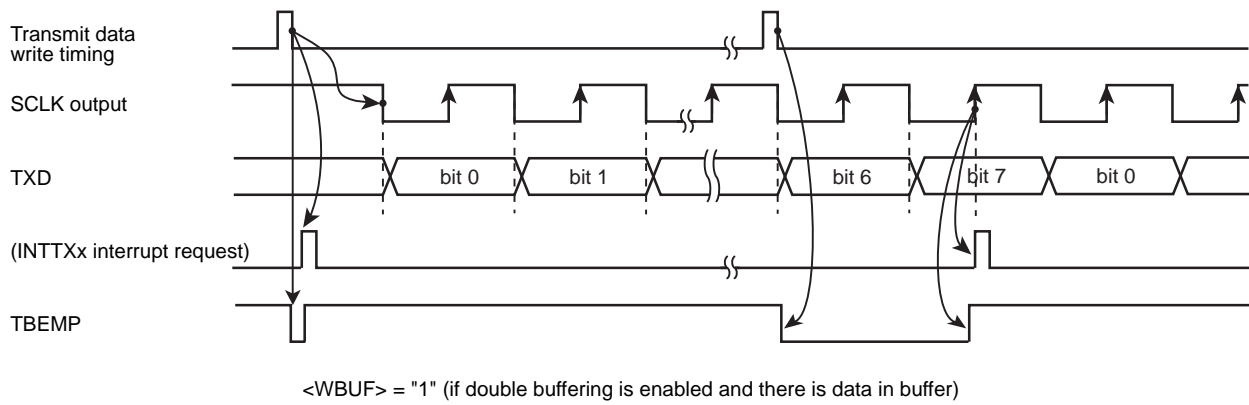 Transmit data
write timing
SCLK output
TXD
bit 0
bit 1
bit 6
bit 7
bit 0
(INTTXx interrupt request)
TBEMP
<WBUF> = "1" (if double buffering is enabled and there is data in buffer)